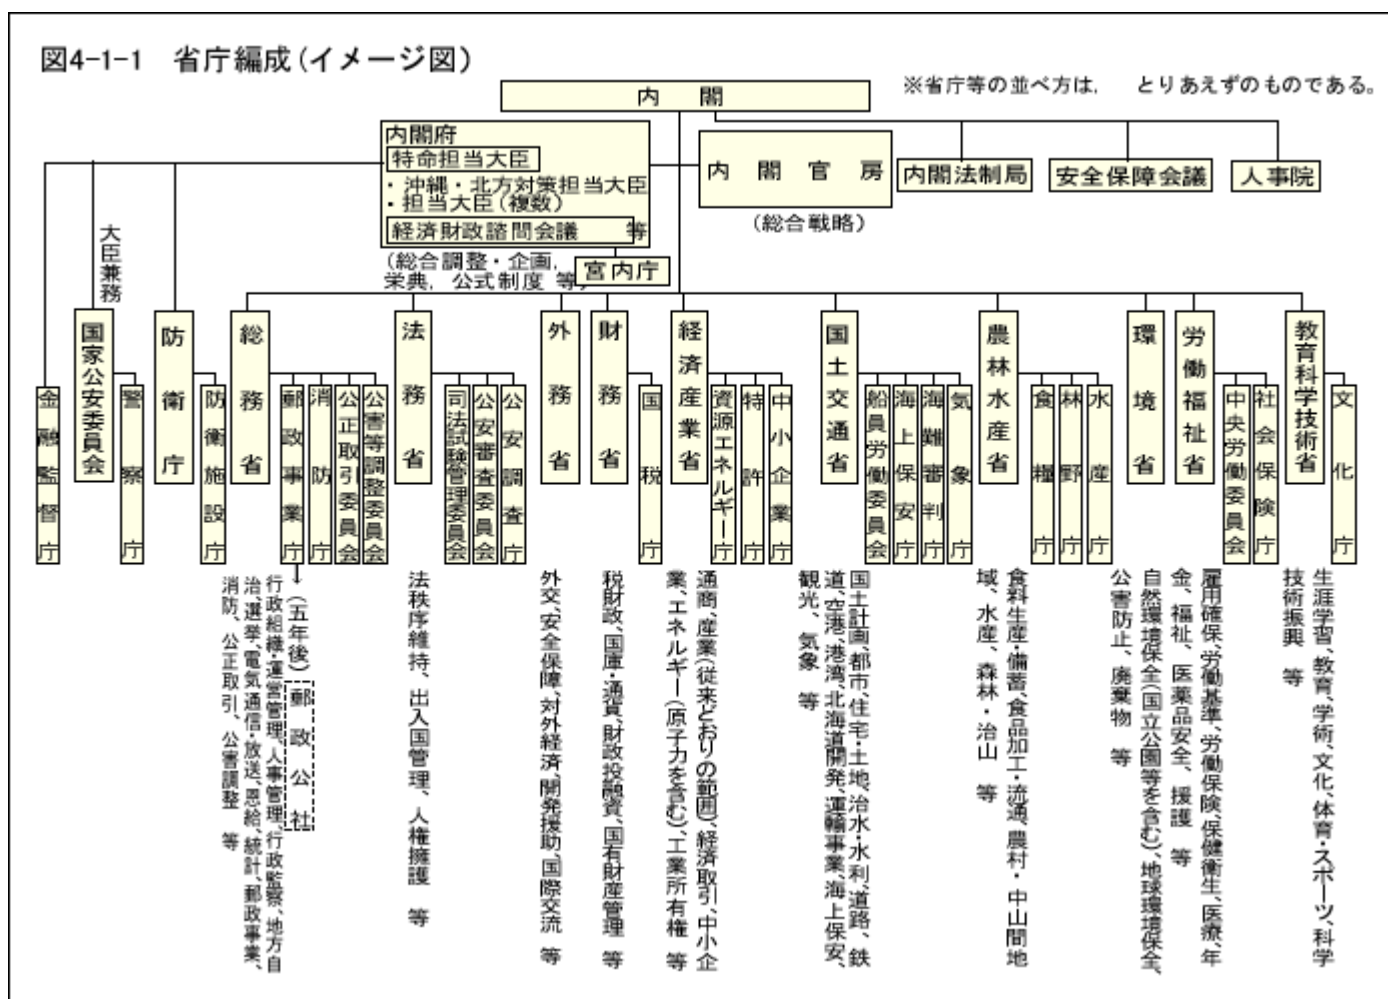 図4-1-1　省庁編成(イメージ図)
※省庁等の並べ方は,　とりあえずのものである。
内　閣
内閣府
特命担当大臣
・沖縄・北方対策担当大臣
・担当大臣(複数)
経済財政諮問会議　等
(総合調整・企画,
栄典, 公式制度 等)
宮内庁
内　閣　官　房
(総合戦略)
内閣法制局
安全保障会議
人事院
大臣兼務
金融監督庁
国家公安委員会
警察庁
防衛庁
防衛施設庁
総務省
郵政事業庁
消防庁
公正取引委員会
公害等調整委員会
法務省
司法試験管理委員会
公安審査委員会
公安調査庁
外務省
財務省
国税庁
経済産業省
資源エネルギー庁
特許庁
中小企業庁
国土交通省
船員労働委員会
海上保安庁
海難審判庁
気象庁
農林水産省
食糧庁
林野庁
水産庁
環境省
労働福祉省
中央労働委員会
社会保険庁
教育科学技術省
文化庁
(五年後)
郵政公社
行政組織・運営管理、人事管理、行政監察、地方自
治、選挙、電気通信・放送、恩給、統計、郵政事業、
消防、公正取引、公害調整　等
法秩序維持、出入国管理、人権擁護　等
外交、安全保障、対外経済、開発援助、国際交流　等
税財政、国庫・通貨、財政投融資、国有財産管理　等
通商、産業(従来どおりの範囲)、経済取引、中小企
業、エネルギー(原子力を含む)、工業所有権　等
国土計画、都市、住宅・土地、治水・水利、道路、鉄
道、空港、港湾、北海道開発、運輸事業、海上保安、
観光、気象　等
食料生産・備蓄、食品加工・流通、農村・中山間地
域、水産、森林・治山　等
自然環境保全(国立公園等を含む)、地球環境保全、
公害防止、廃棄物　等
雇用確保、労働基準、労働保険、保健衛生、医療、年
金、福祉、医薬品安全、援護　等
生涯学習、教育、学術、文化、体育・スポーツ、科学
技術振興　等